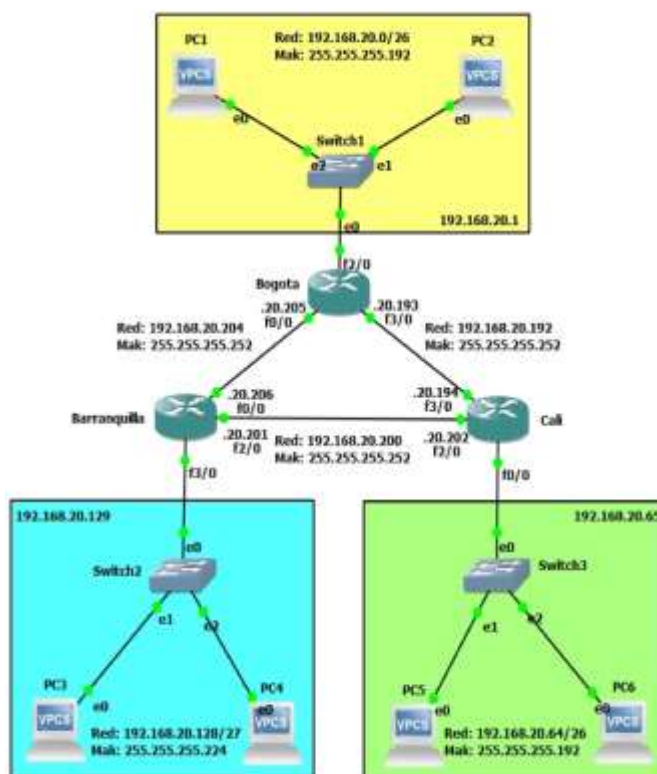 Red: 192.168.20.0/26
Mak: 255.255.255.192
PC1
PC2
VPCS
VPCS
e0
e0
Switch1
e2
e1
e0
192.168.20.1
f2/0
Bogota
.20.205
f0/0
.20.193
f3/0
Red: 192.168.20.204
Mak: 255.255.255.252
Red: 192.168.20.192
Mak: 255.255.255.252
.20.206
f0/0
.20.194
f3/0
Barranquilla
Cali
.20.201
f2/0
Red: 192.168.20.200
Mak: 255.255.255.252
.20.202
f2/0
f3/0
f0/0
192.168.20.129
192.168.20.65
e0
e0
Switch2
Switch3
e1
e2
e1
e2
PC3
PC4
PC5
PC6
VPCS
VPCS
VPCS
VPCS
e0
e0
e0
e0
Red: 192.168.20.128/27
Mak: 255.255.255.224
Red: 192.168.20.64/26
Mak: 255.255.255.192